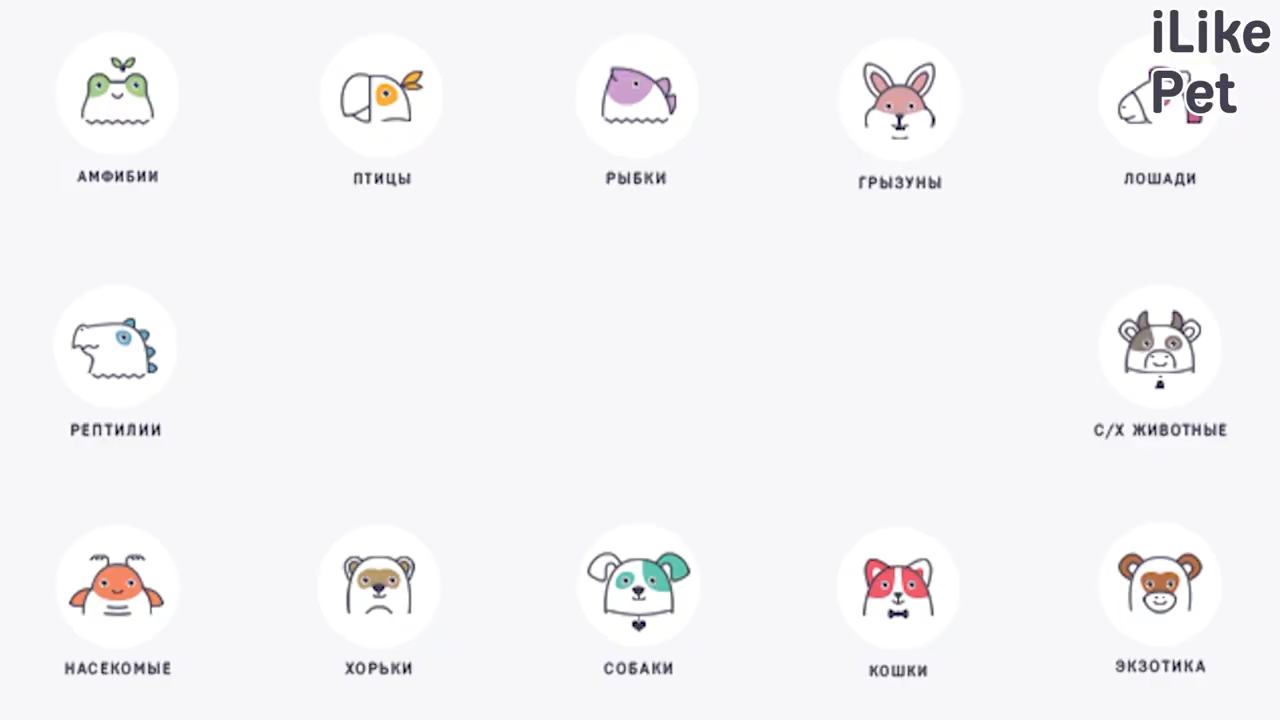 iLike
Pet
АМФИБИИ
ПТИЦЫ
РЫБКИ
ГРЫЗУНЫ
ЛОШАДИ
РЕПТИЛИИ
С/Х ЖИВОТНЫЕ
НАСЕКОМЫЕ
ХОРЬКИ
СОБАКИ
КОШКИ
ЭКЗОТИКА